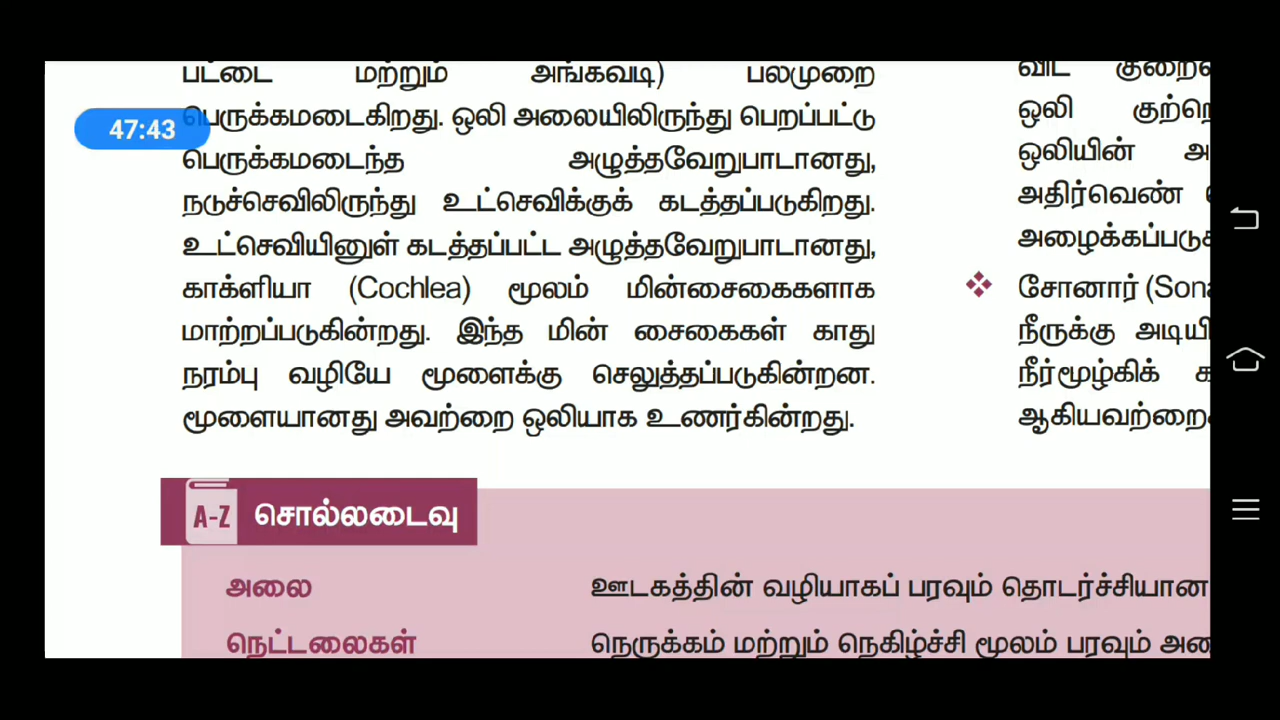 பட்டை மற்றும் அங்கவடி) பலமுறை
பெருக்கமடைகிறது. ஒலி அலையிலிருந்து பெறப்பட்டு
பெருக்கமடைந்த அழுத்தவேறுபாடானது,
நடுச்செவிலிருந்து உட்செவிக்குக் கடத்தப்படுகிறது.
உட்செவியினுள் கடத்தப்பட்ட அழுத்தவேறுபாடானது,
காக்ளியா (Cochlea) மூலம் மின்சைகைகளாக
மாற்றப்படுகின்றது. இந்த மின் சைகைகள் காது
நரம்பு வழியே மூளைக்கு செலுத்தப்படுகின்றன.
மூளையானது அவற்றை ஒலியாக உணர்கின்றது.
47:43
விட
ஒலி
ஒலியின்
அதிர்வெண்
❖ சோனார்
நீருக்கு
நீர்மூழ்கிக்
A-Z சொல்லடைவு
அலை ஊடகத்தின் வழியாகப் பரவும் தொடர்ச்சியான
நெட்டலைகள் நெருக்கம் மற்றும் நெகிழ்ச்சி மூலம் பரவும்